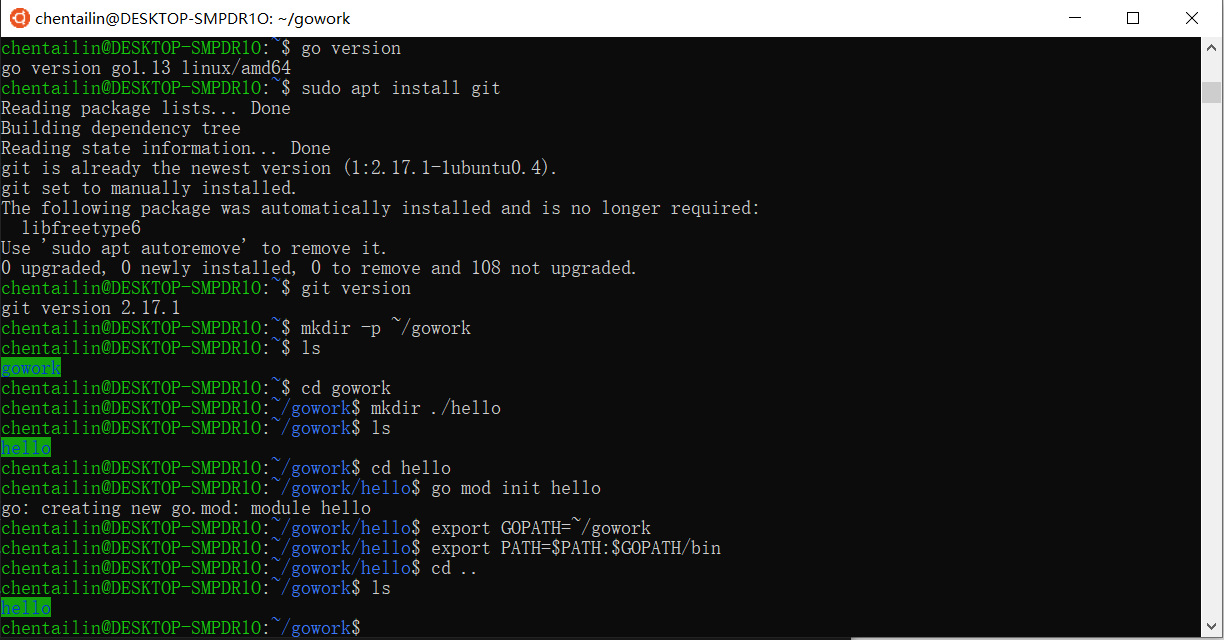 chentailin@DESKTOP-SMPDR1O: ~/gowork
chentailin@DESKTOP-SMPDR1O:~$ go version
go version go1.13 linux/amd64
chentailin@DESKTOP-SMPDR1O:~$ sudo apt install git
Reading package lists... Done
Building dependency tree
Reading state information... Done
git is already the newest version (1:2.17.1-1ubuntu0.4).
git set to manually installed.
The following package was automatically installed and is no longer required:
  libfreetype6
Use 'sudo apt autoremove' to remove it.
0 upgraded, 0 newly installed, 0 to remove and 108 not upgraded.
chentailin@DESKTOP-SMPDR1O:~$ git version
git version 2.17.1
chentailin@DESKTOP-SMPDR1O:~$ mkdir -p ~/gowork
chentailin@DESKTOP-SMPDR1O:~$ ls
gowork
chentailin@DESKTOP-SMPDR1O:~$ cd gowork
chentailin@DESKTOP-SMPDR1O:~/gowork$ mkdir ./hello
chentailin@DESKTOP-SMPDR1O:~/gowork$ ls
hello
chentailin@DESKTOP-SMPDR1O:~/gowork$ cd hello
chentailin@DESKTOP-SMPDR1O:~/gowork/hello$ go mod init hello
go: creating new go.mod: module hello
chentailin@DESKTOP-SMPDR1O:~/gowork/hello$ export GOPATH=~/gowork
chentailin@DESKTOP-SMPDR1O:~/gowork/hello$ export PATH=$PATH:$GOPATH/bin
chentailin@DESKTOP-SMPDR1O:~/gowork/hello$ cd ..
chentailin@DESKTOP-SMPDR1O:~/gowork$ ls
hello
chentailin@DESKTOP-SMPDR1O:~/gowork$